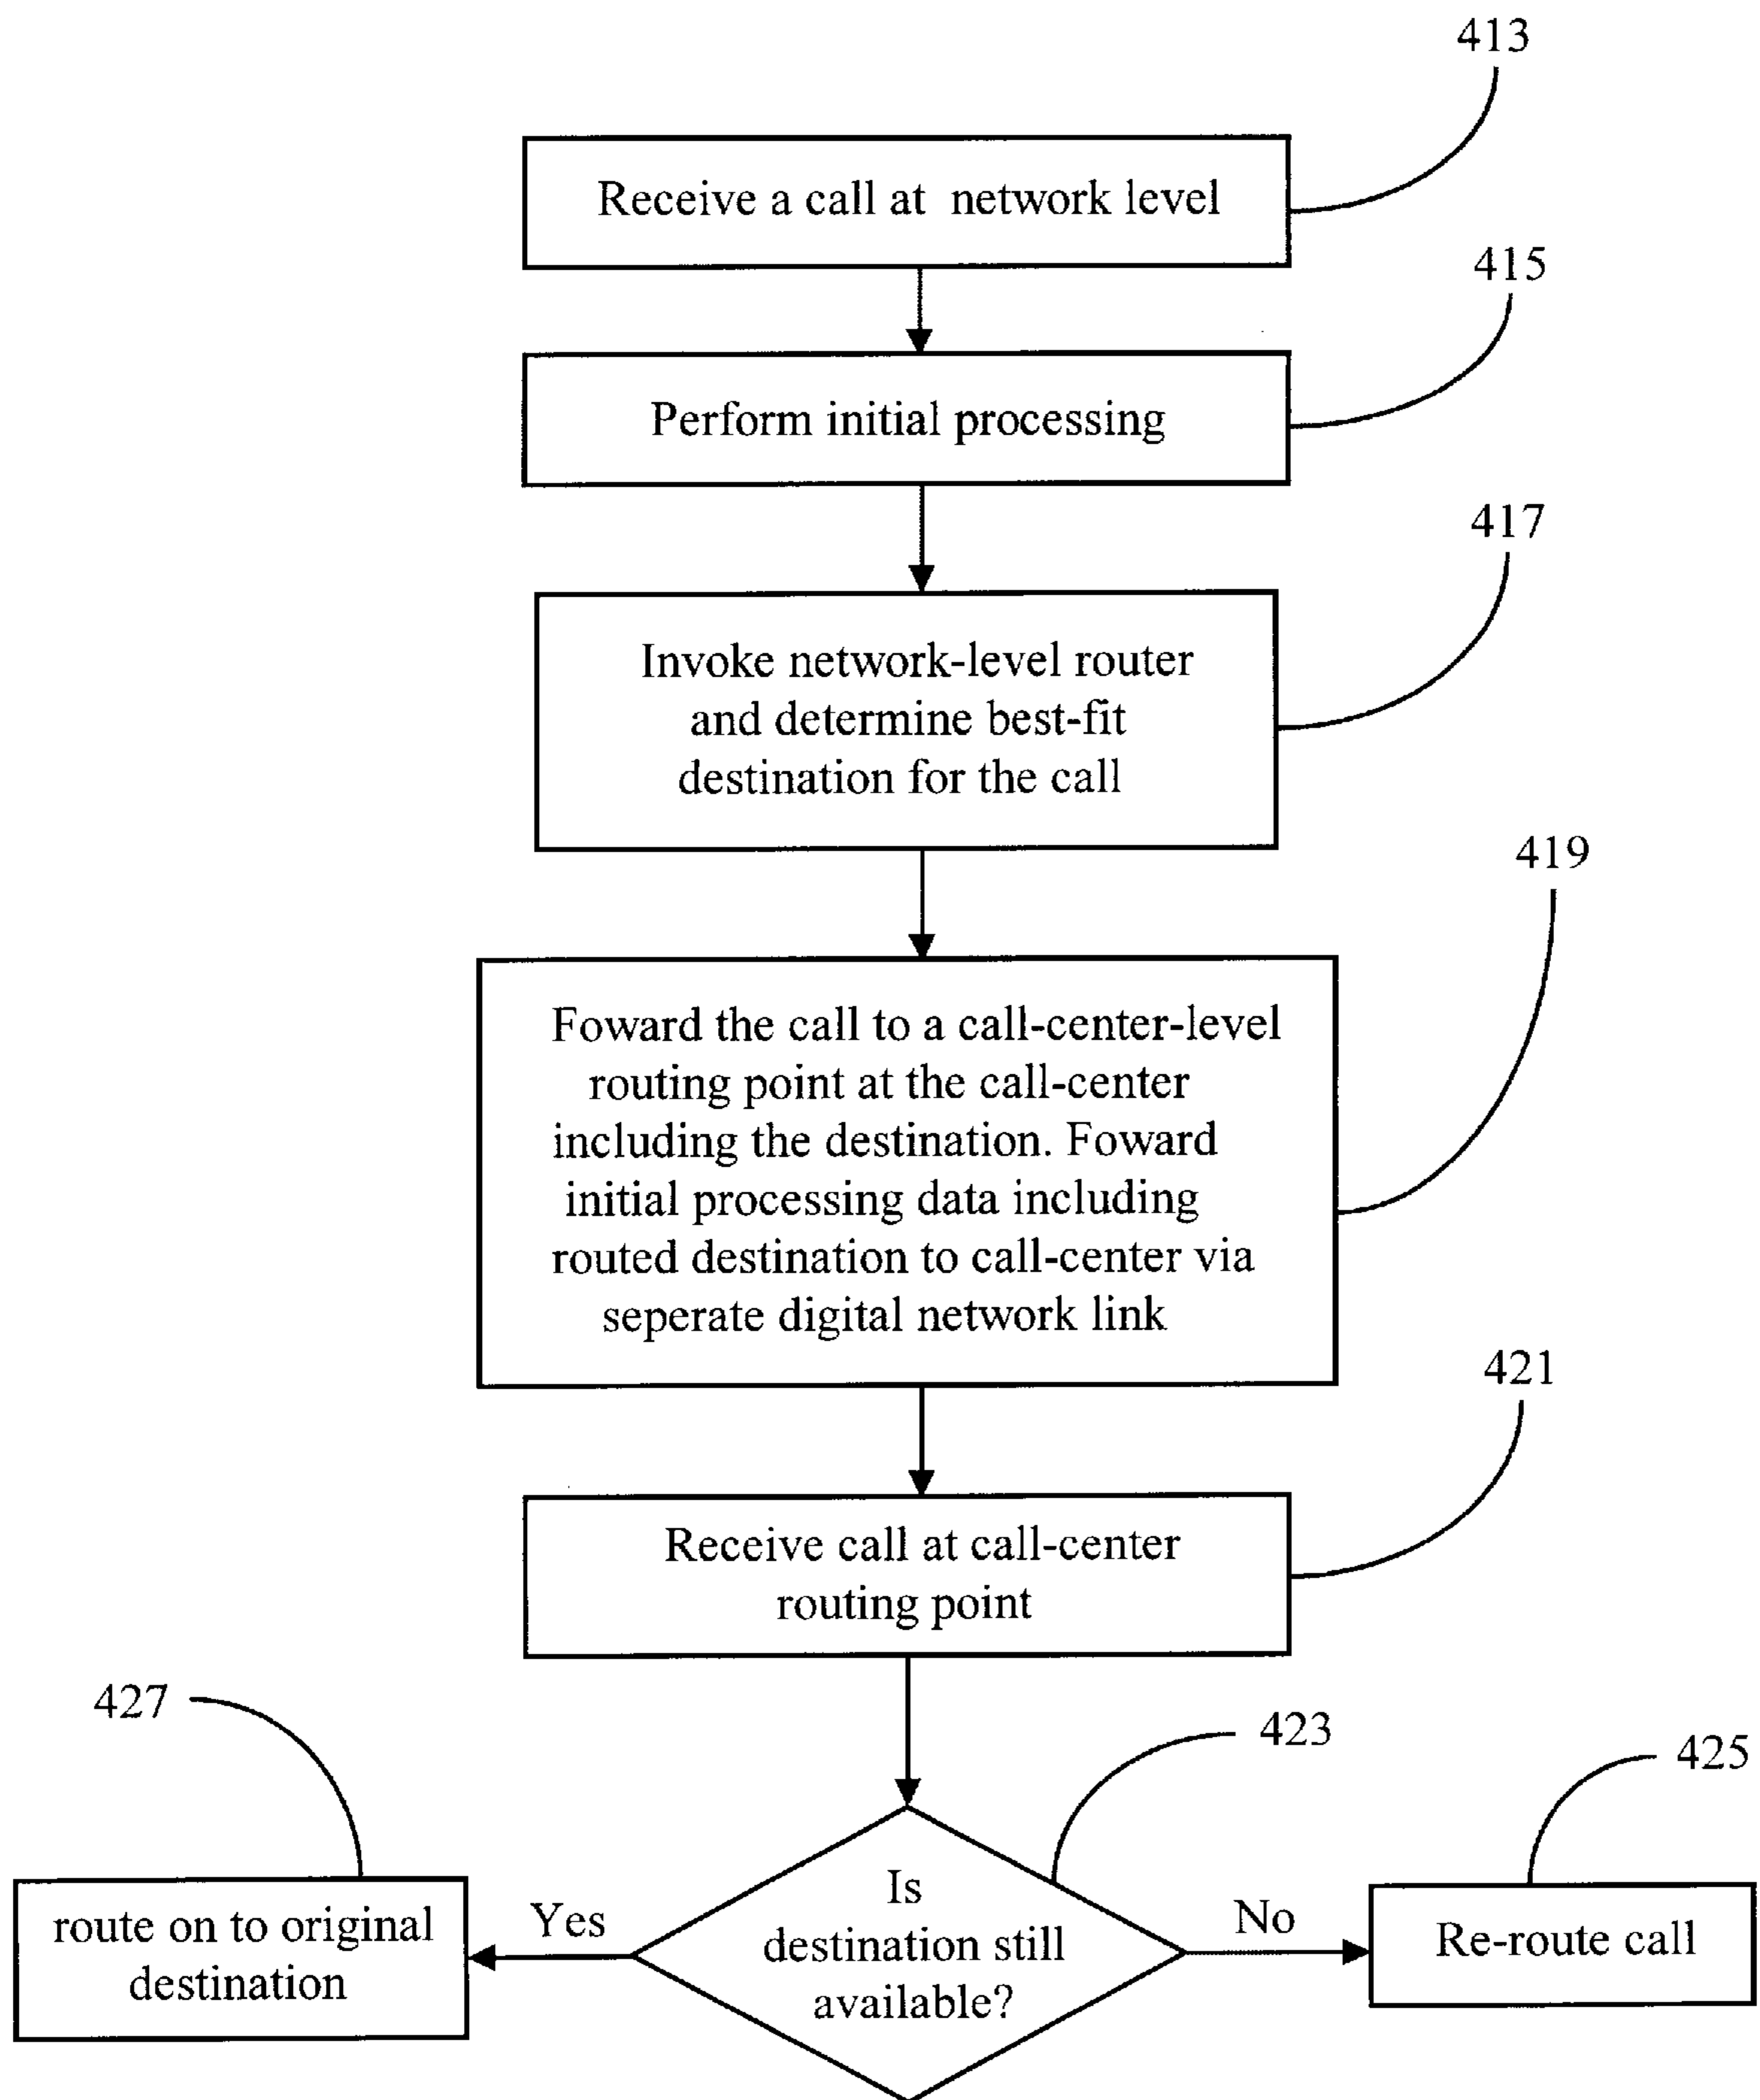 413
Receive a call at network level
415
Perform initial processing
417
Invoke network-level router
and determine best-fit
destination for the call
419
Foward the call to a call-center-level
routing point at the call-center
including the destination. Foward
initial processing data including
routed destination to call-center via
seperate digital network link
421
Receive call at call-center
routing point
427
423
425
Is
destination still
available?
Yes
No
route on to original
destination
Re-route call